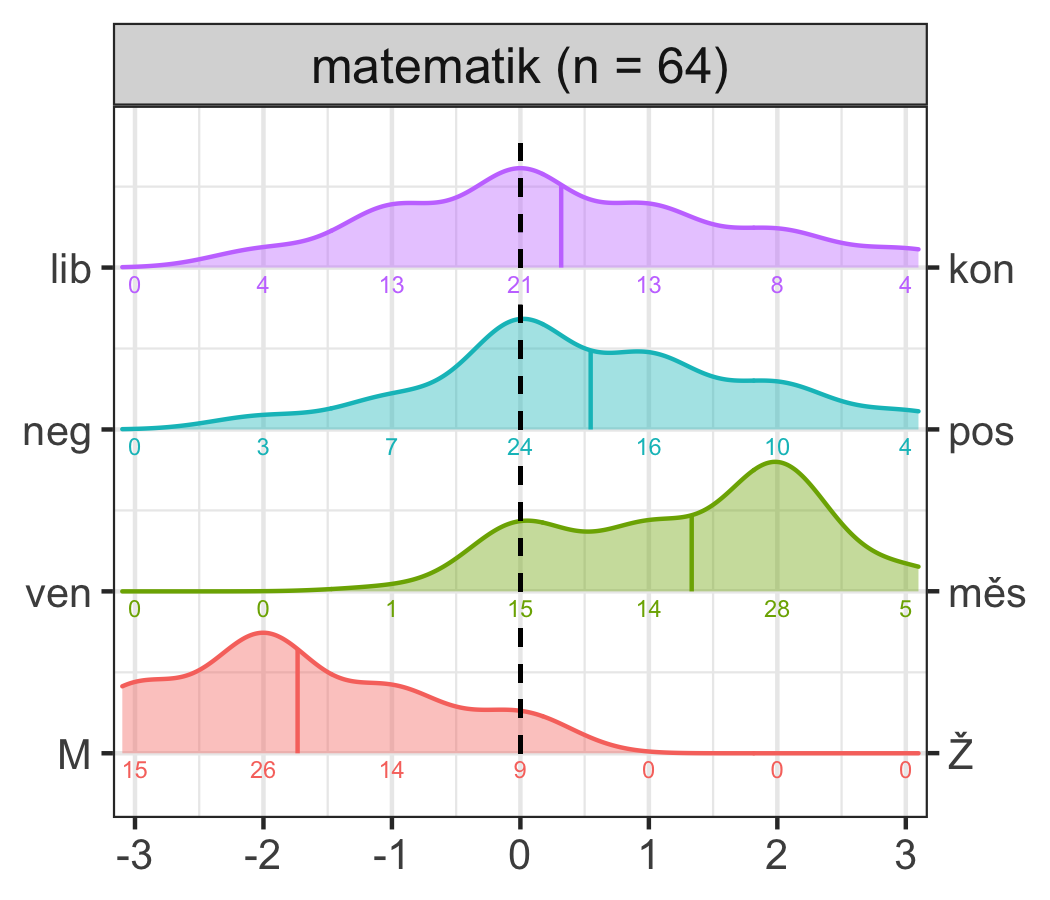 matematik (n = 64)
lib kon
0 4 13 21 13 8 4
neg pos
0 3 7 24 16 10 4
ven měs
0 0 1 15 14 28 5
M Ž
15 26 14 9 0 0 0
-3 -2 -1 0 1 2 3